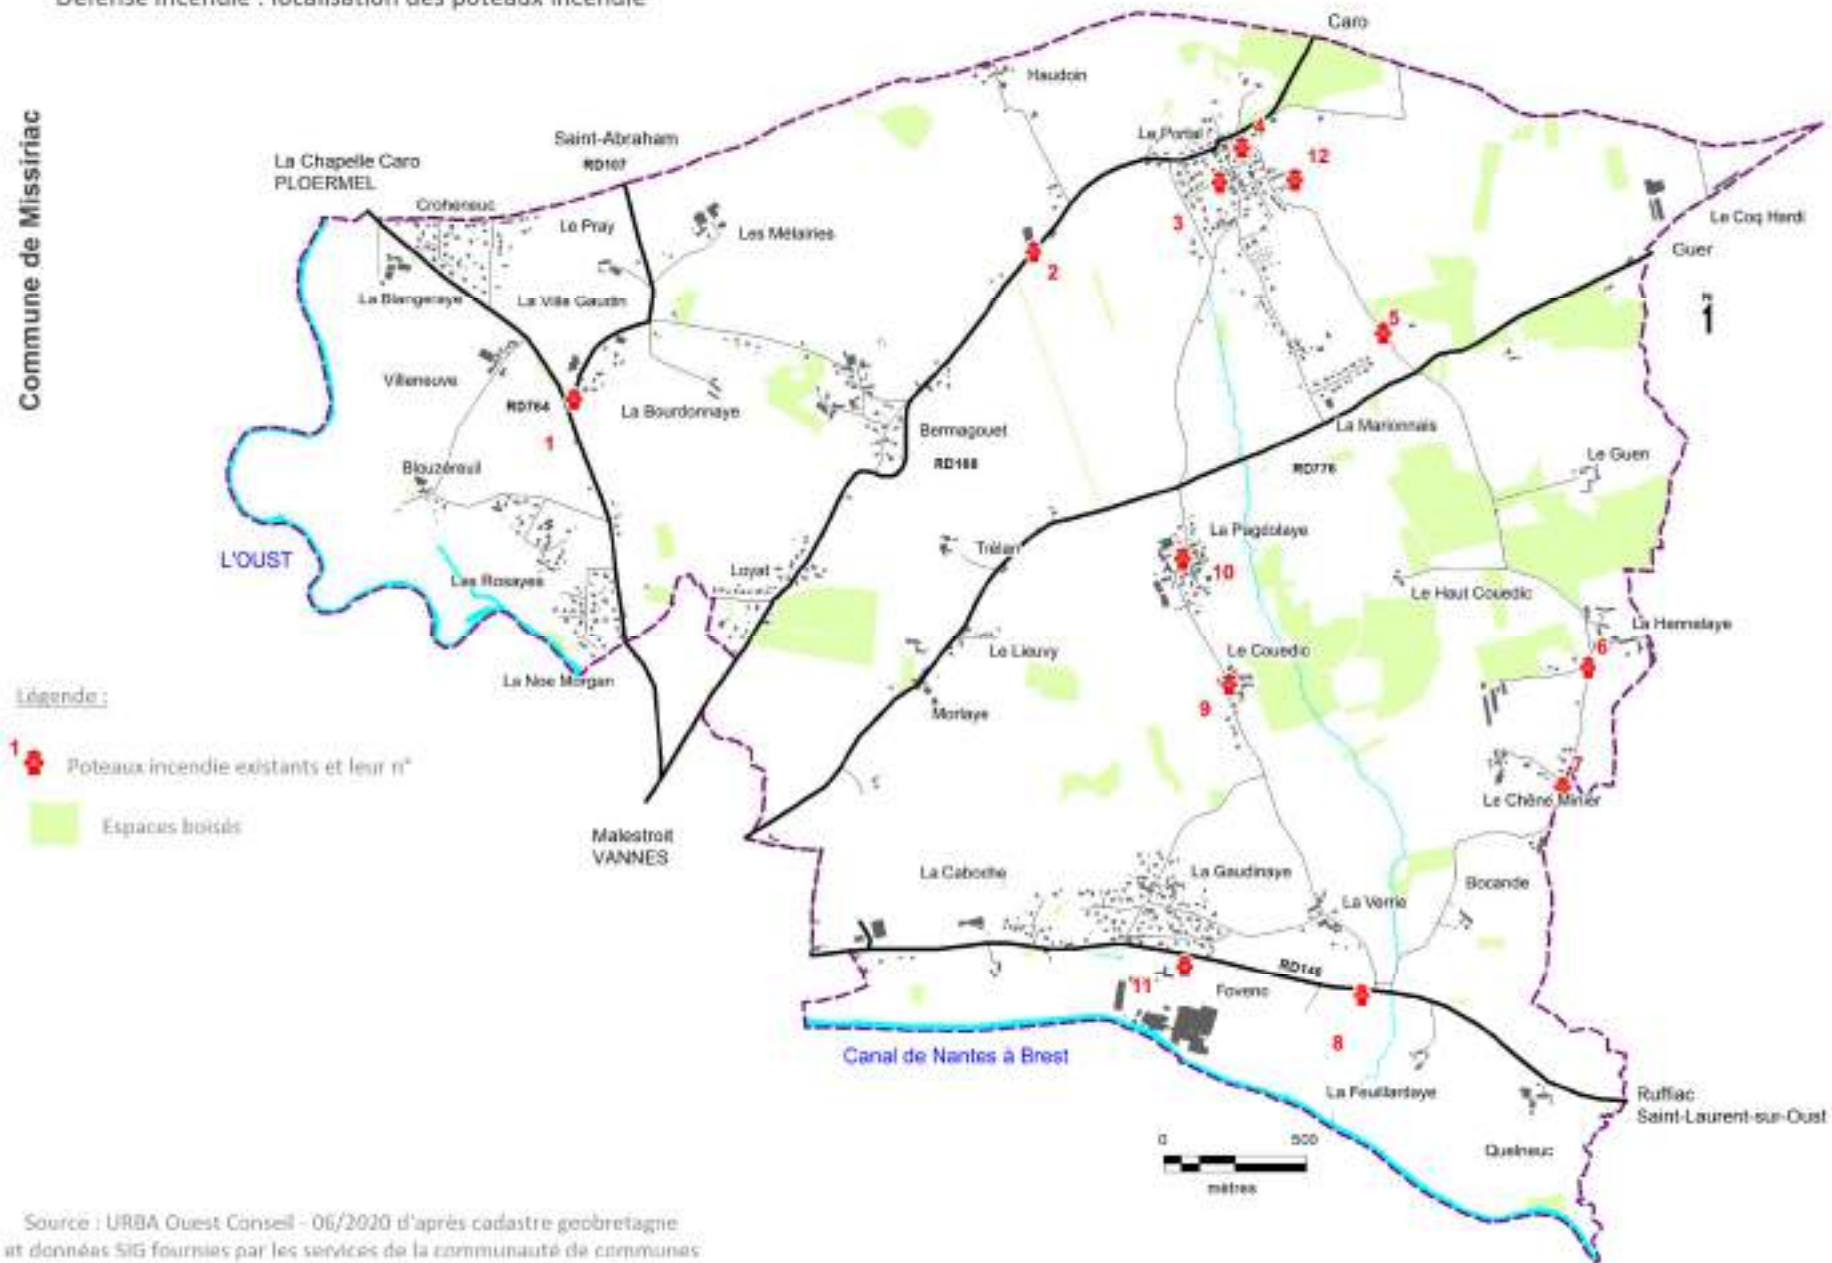 Défense incendie : localisation des poteaux incendie
Commune de Missiriac
Caro
Haudoin
Le Portal
4
12
3
Saint-Abraham
RD107
La Chapelle Caro
PLOERMEL
Croheneuc
Le Pray
Les Métairies
Le Coq Herdi
Guer
N
2
La Blangeraye
La Ville Gaudin
5
Villeneuve
RD764
La Bourdonnaye
1
Bermagouet
RD166
La Marionnais
RD776
Le Guen
Blouzéreuil
L'OUST
Trélan
La Pagdolaye
10
Loyat
Les Rosayes
Le Haut Couedic
La Hennelaye
6
Le Lieuvy
Le Couedic
9
La Noe Morgan
Morlaye
Légende :
1
Poteaux incendie existants et leur n°
Espaces boisés
7
Le Chêne Minier
Malestroit
VANNES
La Caboche
La Gaudinaye
La Verrie
Bocande
RD146
11
Foveno
8
Canal de Nantes à Brest
La Feuillardaye
Ruffiac
Saint-Laurent-sur-Oust
Quelneuc
0 500
mètres
Source : URBA Ouest Conseil - 06/2020 d'après cadastre geobretagne
et données SIG fournies par les services de la communauté de communes